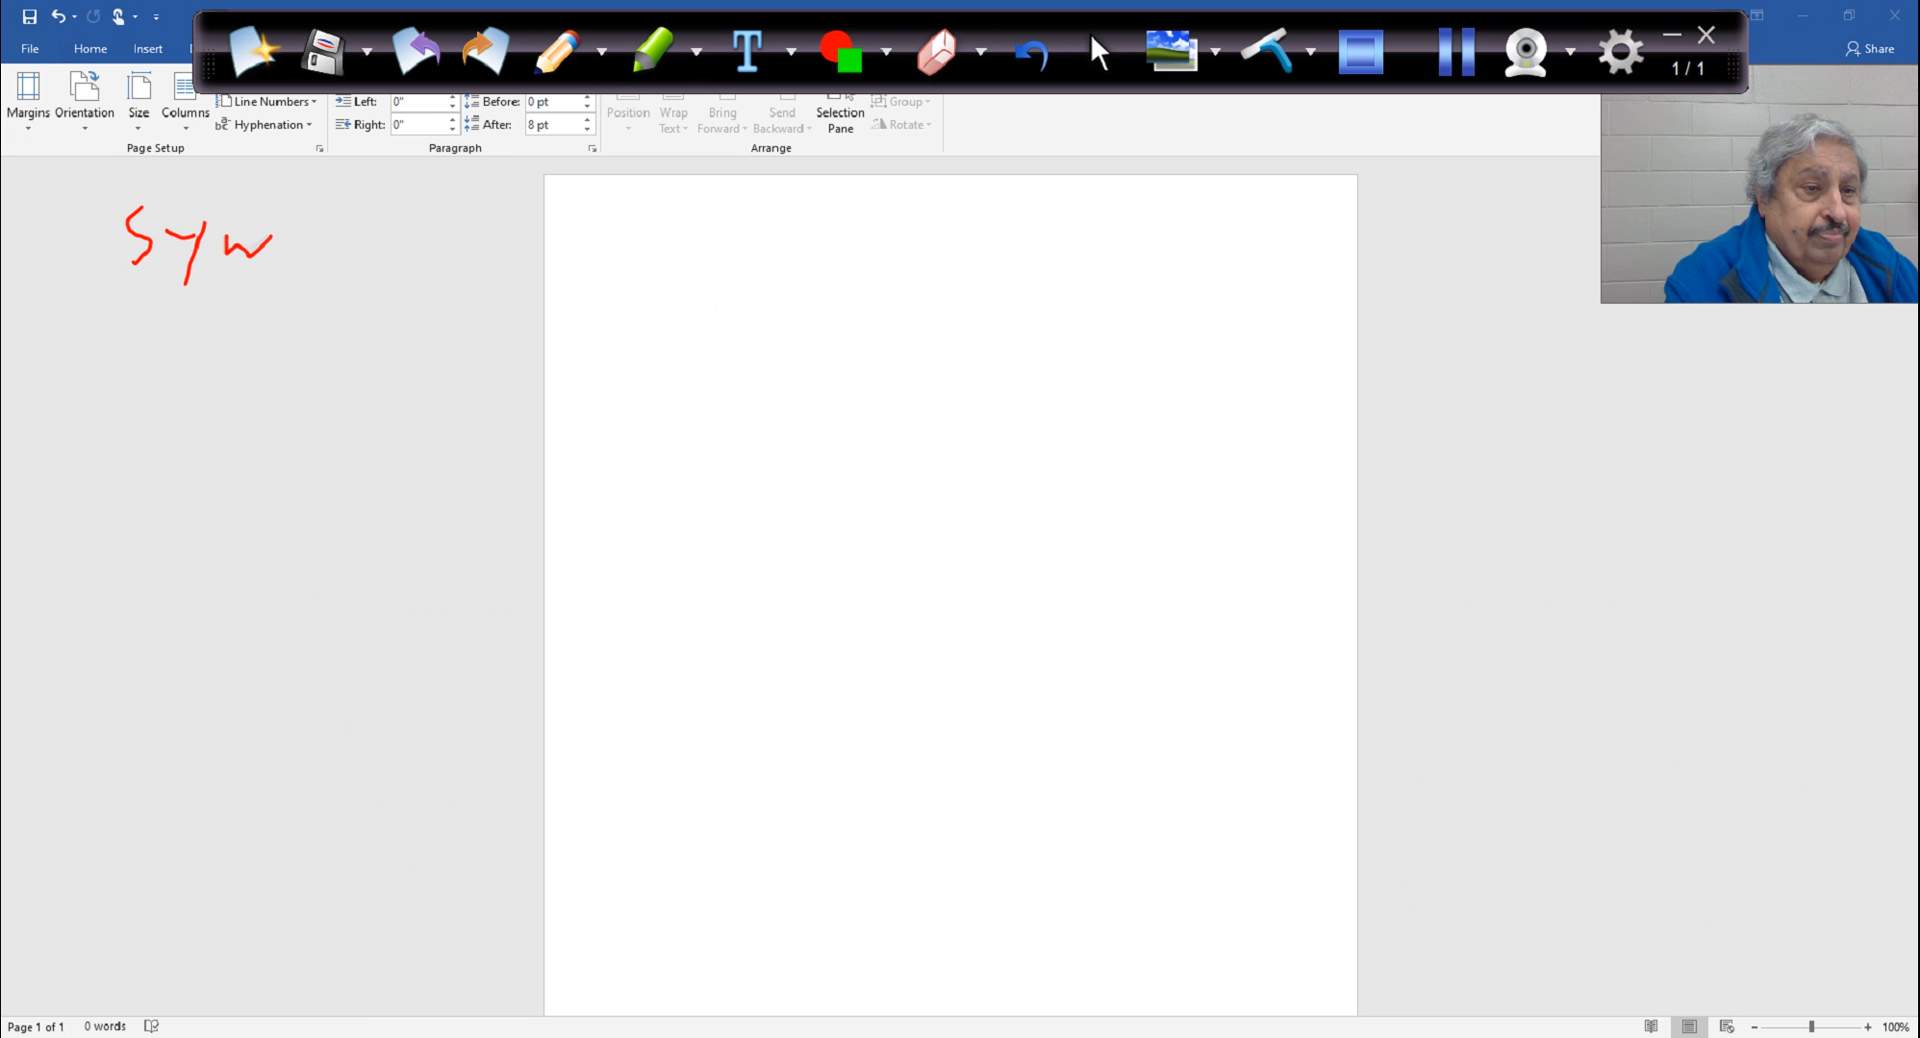 File Home Insert Share
1 / 1
Margins Orientation Size Columns Line Numbers Left: 0" Before: 0 pt Position Wrap Text Bring Forward Send Backward Selection Pane Group
Hyphenation Right: 0" After: 8 pt Rotate
Page Setup Paragraph Arrange
Syw
Page 1 of 1 0 words 100%